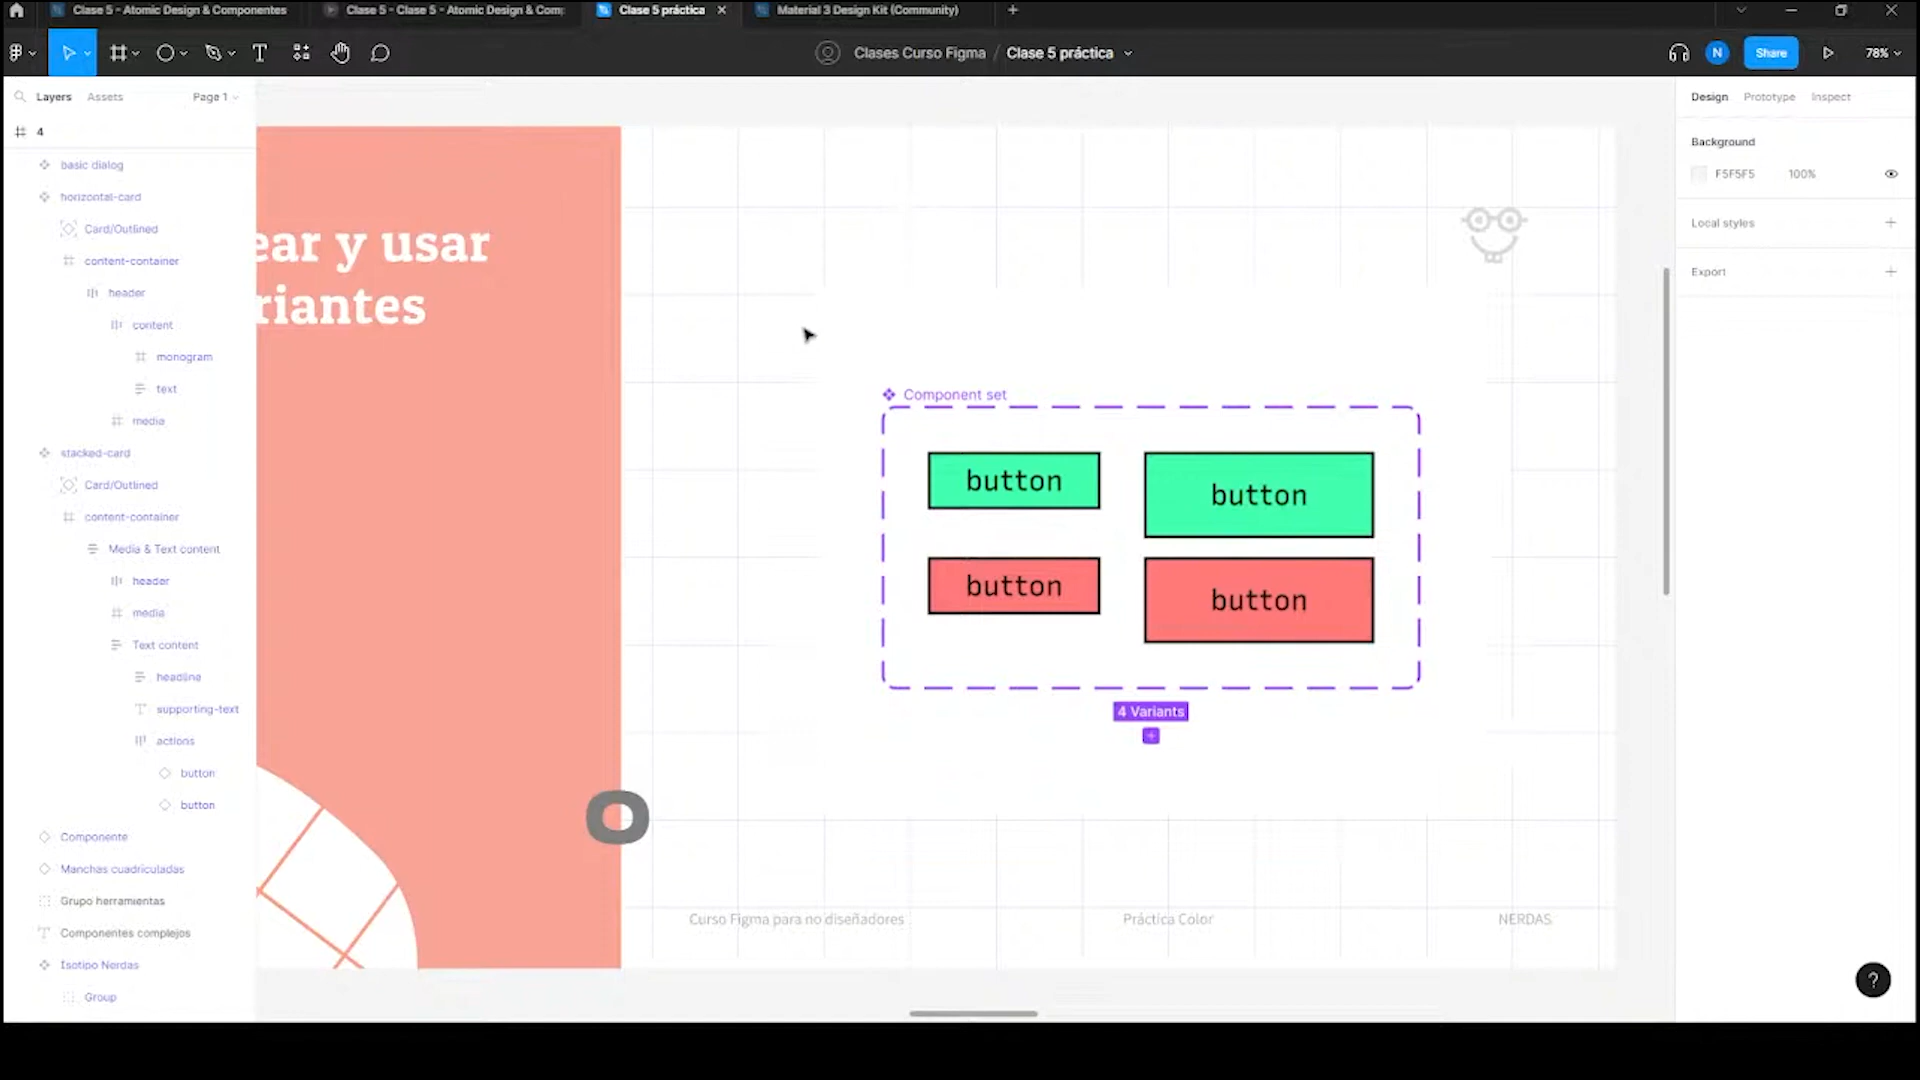 Clase 5 - Atomic Design & Componentes
Clase 5 - Clase 5 - Atomic Design & Com
Clase 5 práctica
Material 3 Design Kit (Community)
Clases Curso Figma / Clase 5 práctica
N
Share
78%
Layers
Assets
Page 1
Design
Prototype
Inspect
4
basic dialog
horizontal-card
Card/Outlined
content-container
header
content
monogram
text
media
stacked-card
Card/Outlined
content-container
Media & Text content
header
media
Text content
headline
supporting-text
actions
button
button
Componente
Manchas cuadriculadas
Grupo herramientas
Componentes complejos
Isotipo Nerdas
Group
ear y usar
riantes
o
Component set
button
button
button
button
4 Variants
Curso Figma para no diseñadores
Práctica Color
NERDAS
Background
F5F5F5
100%
Local styles
Export
?